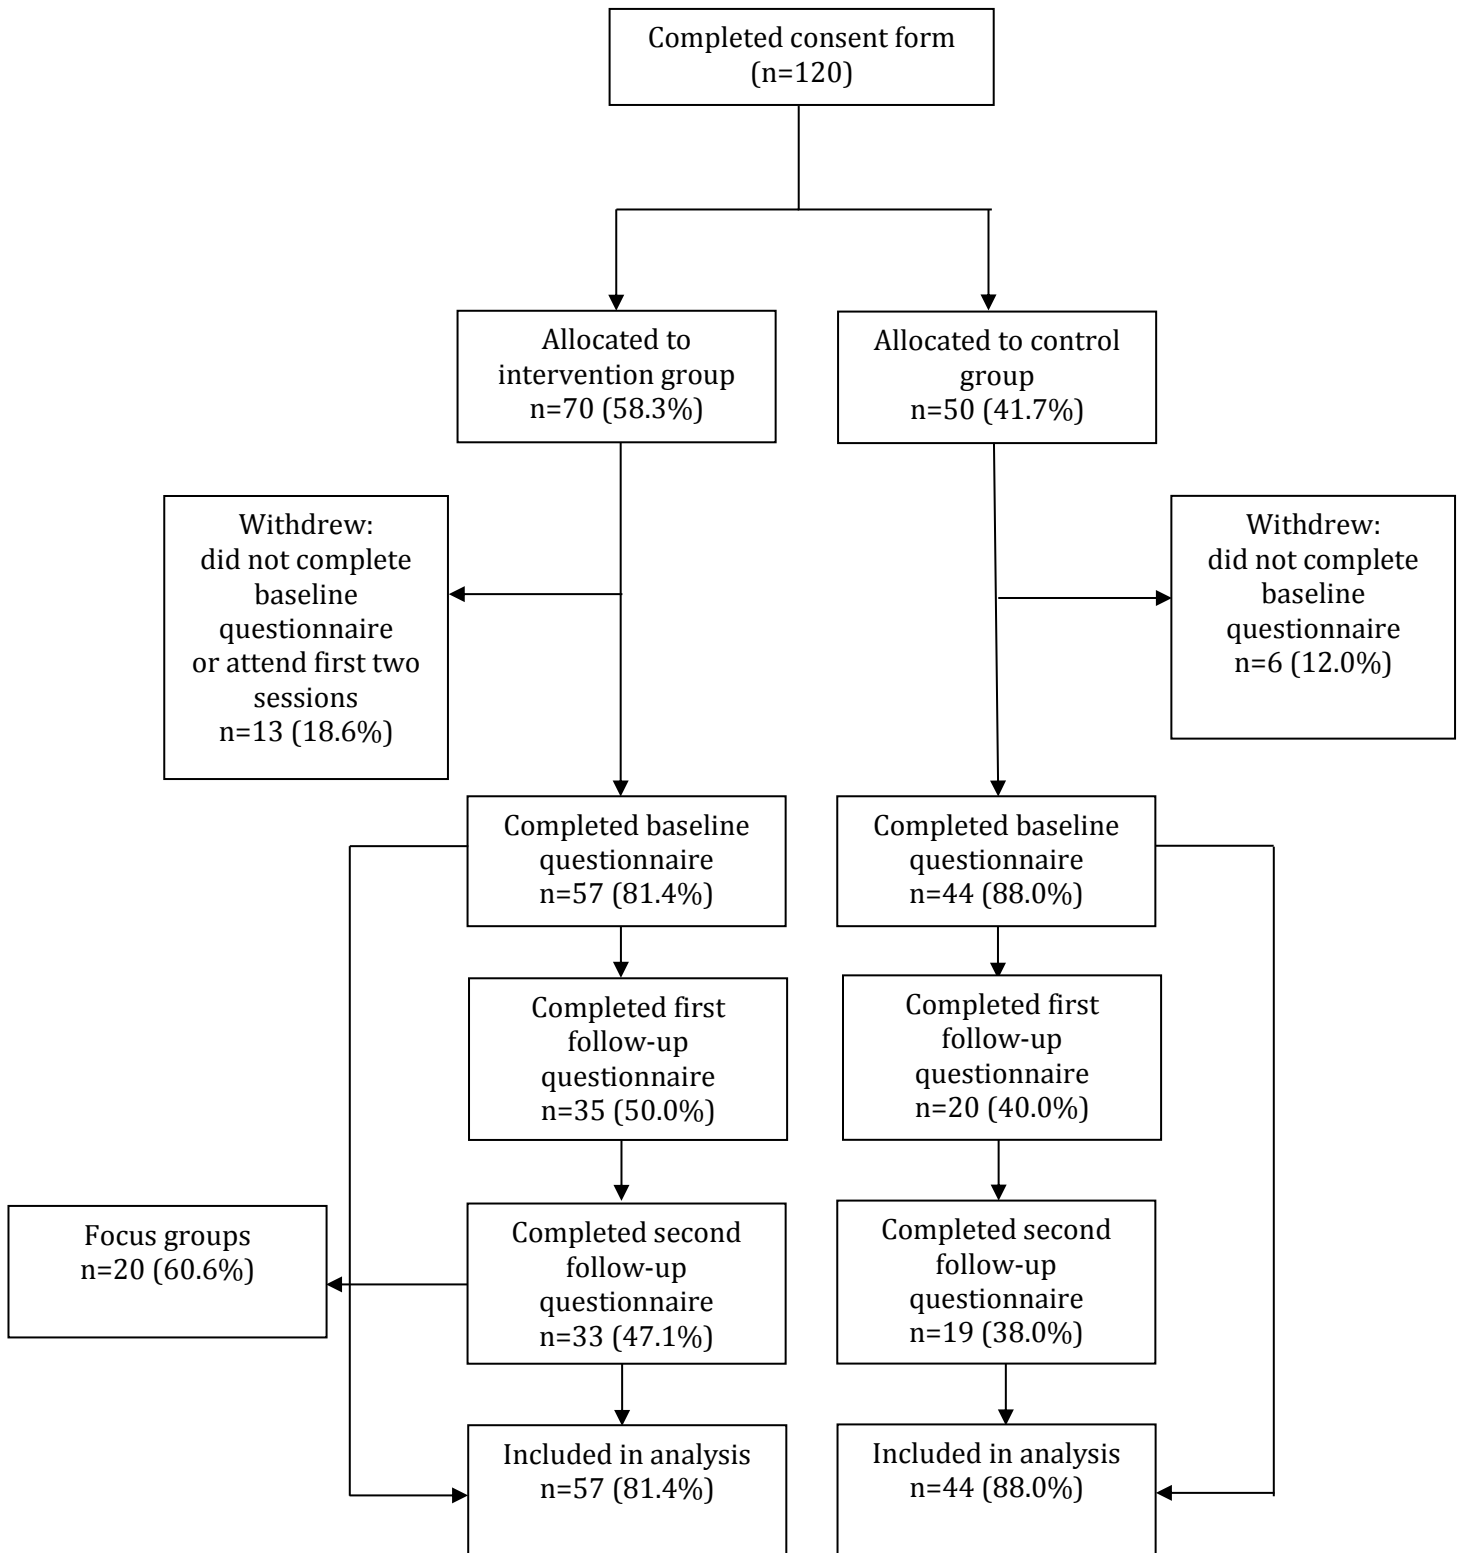 Completed consent form
(n=120)
Allocated to
intervention group
n=70 (58.3%)
Allocated to control
group
n=50 (41.7%)
Withdrew:
did not complete
baseline
questionnaire
or attend first two
sessions
n=13 (18.6%)
Withdrew:
did not complete
baseline
questionnaire
n=6 (12.0%)
Completed baseline
questionnaire
n=57 (81.4%)
Completed baseline
questionnaire
n=44 (88.0%)
Completed first
follow-up
questionnaire
n=35 (50.0%)
Completed first
follow-up
questionnaire
n=20 (40.0%)
Focus groups
n=20 (60.6%)
Completed second
follow-up
questionnaire
n=33 (47.1%)
Completed second
follow-up
questionnaire
n=19 (38.0%)
Included in analysis
n=57 (81.4%)
Included in analysis
n=44 (88.0%)